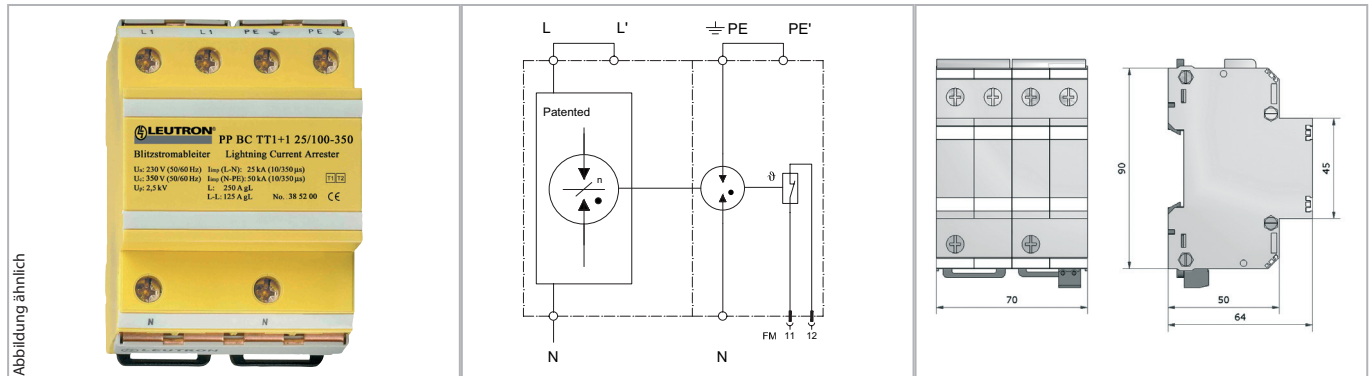 Abbildung ähnlich
L1 L1 PE PE
LEUTRON®
PP BC TT1+1 25/100-350
Blitzstromableiter Lightning Current Arrester
Uₙ: 230 V (50/60 Hz) Iimp (L-N): 25 kA (10/350 µs)
U꜀: 350 V (50/60 Hz) Iimp (N-PE): 50 kA (10/350 µs) T1 T2
Uₚ: 2,5 kV L: 250 A gL
L-L: 125 A gL No. 38 52 00 CE
N N
LEUTRON
L L' PE PE'
Patented
n
ϑ
FM 11 12
N N
90
70
45
50
64